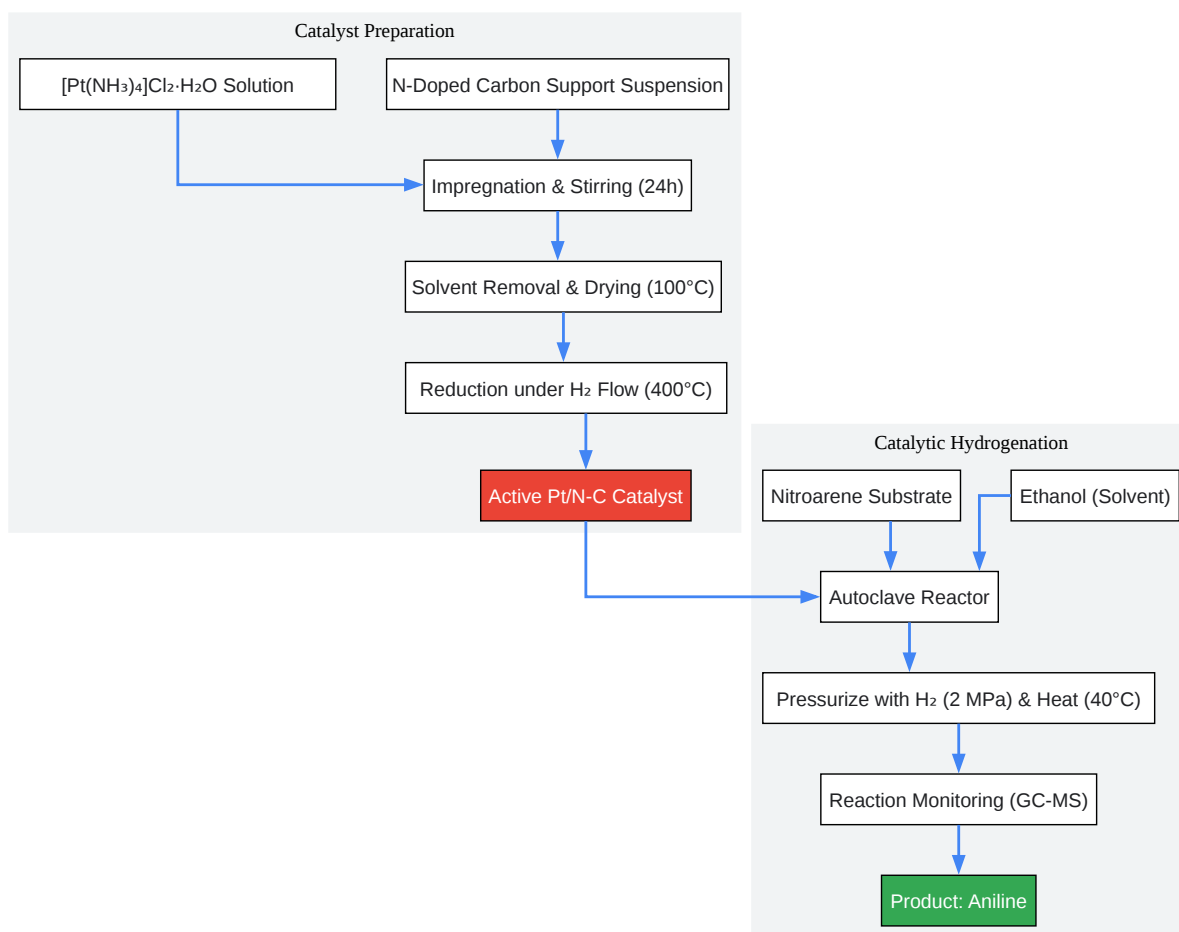 Catalyst Preparation
[Pt(NH₃)₄]Cl₂·H₂O Solution
N-Doped Carbon Support Suspension
Impregnation & Stirring (24h)
Solvent Removal & Drying (100°C)
Reduction under H₂ Flow (400°C)
Active Pt/N-C Catalyst
Catalytic Hydrogenation
Nitroarene Substrate
Ethanol (Solvent)
Autoclave Reactor
Pressurize with H₂ (2 MPa) & Heat (40°C)
Reaction Monitoring (GC-MS)
Product: Aniline